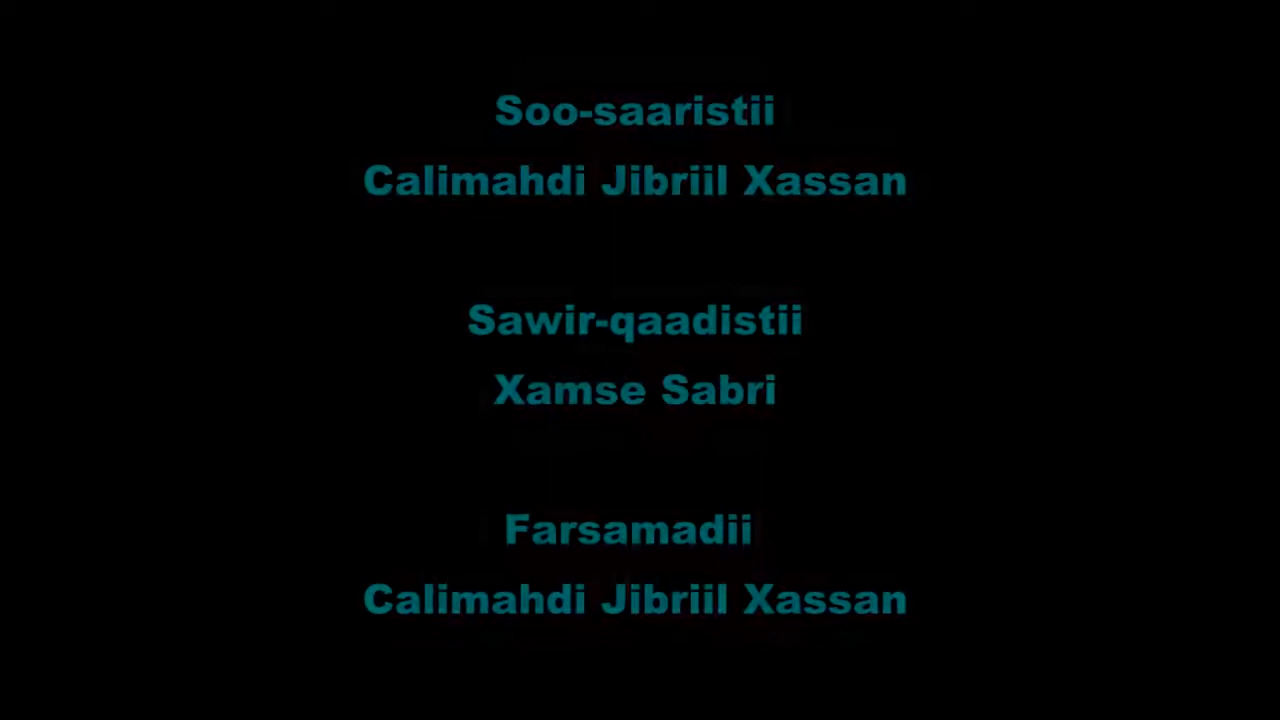 Soo-saaristii
Calimahdi Jibriil Xassan
Sawir-qaadistii
Xamse Sabri
Farsamadii
Calimahdi Jibriil Xassan